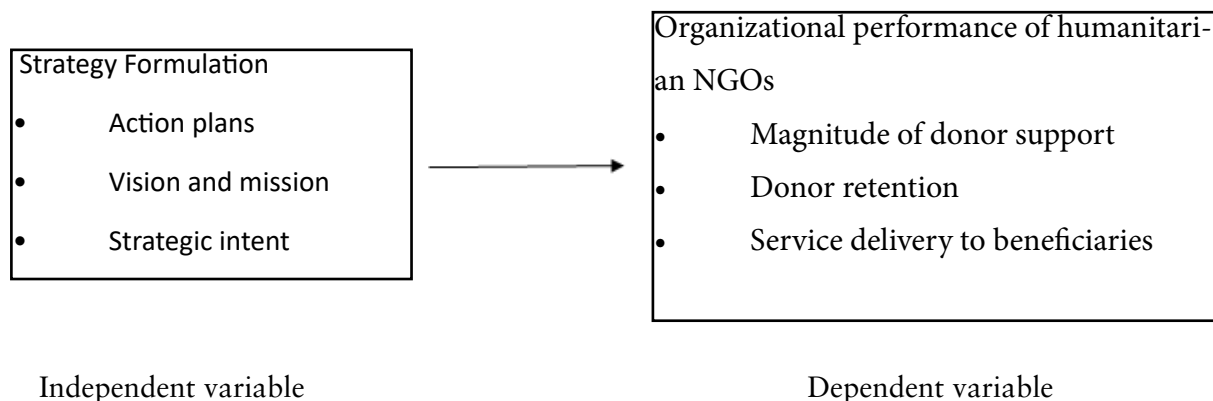 Strategy Formulation
• Action plans
• Vision and mission
• Strategic intent
Organizational performance of humanitari-
an NGOs
• Magnitude of donor support
• Donor retention
• Service delivery to beneficiaries
Independent variable
Dependent variable